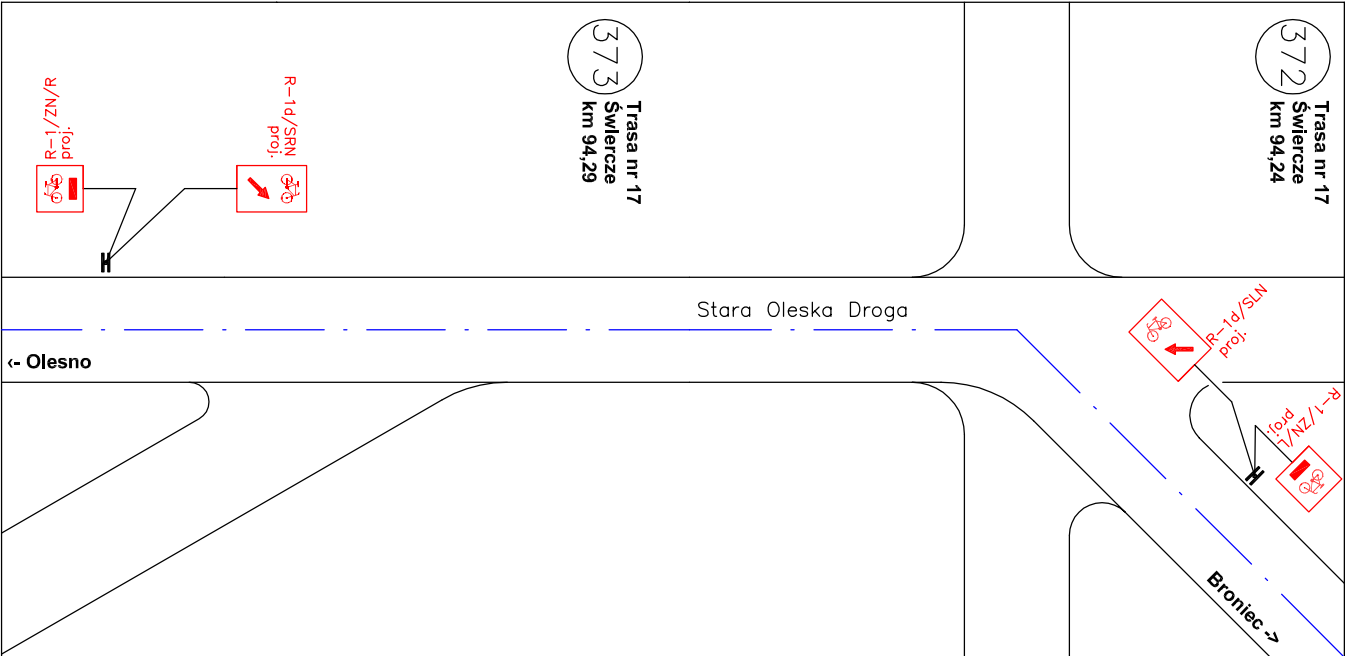 373
Trasa nr 17
Świercze
km 94,29
372
Trasa nr 17
Świercze
km 94,24
R-1/ZN/R
proj.
R-1d/SRN
proj.
Stara Oleska Droga
R-1d/SLN
proj.
R-1/ZN/L
proj.
<- Olesno
Broniec ->